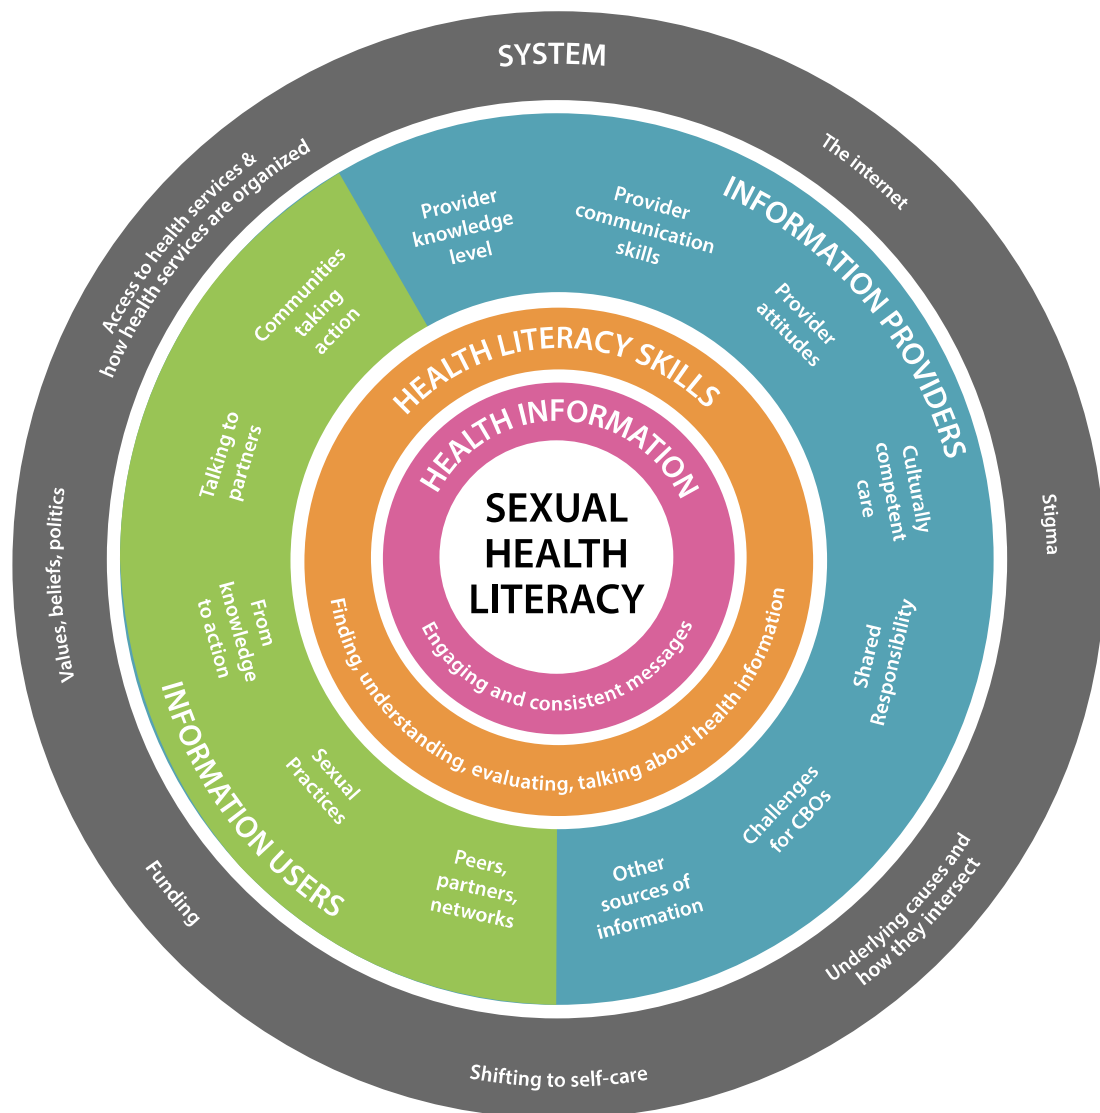 SYSTEM
The internet
Stigma
Underlying causes and
how they intersect
Shifting to self-care
Funding
Values, beliefs, politics
Access to health services &
how health services are organized
INFORMATION PROVIDERS
Provider
knowledge
level
Provider
communication
skills
Provider
attitudes
Culturally
competent
care
Shared
Responsibility
Challenges
for CBOs
Other
sources of
information
INFORMATION USERS
Peers,
partners,
networks
Sexual
Practices
From
knowledge
to action
Talking to
partners
Communities
taking
action
HEALTH LITERACY SKILLS
Finding, understanding, evaluating, talking about health information
HEALTH INFORMATION
Engaging and consistent messages
SEXUAL
HEALTH
LITERACY